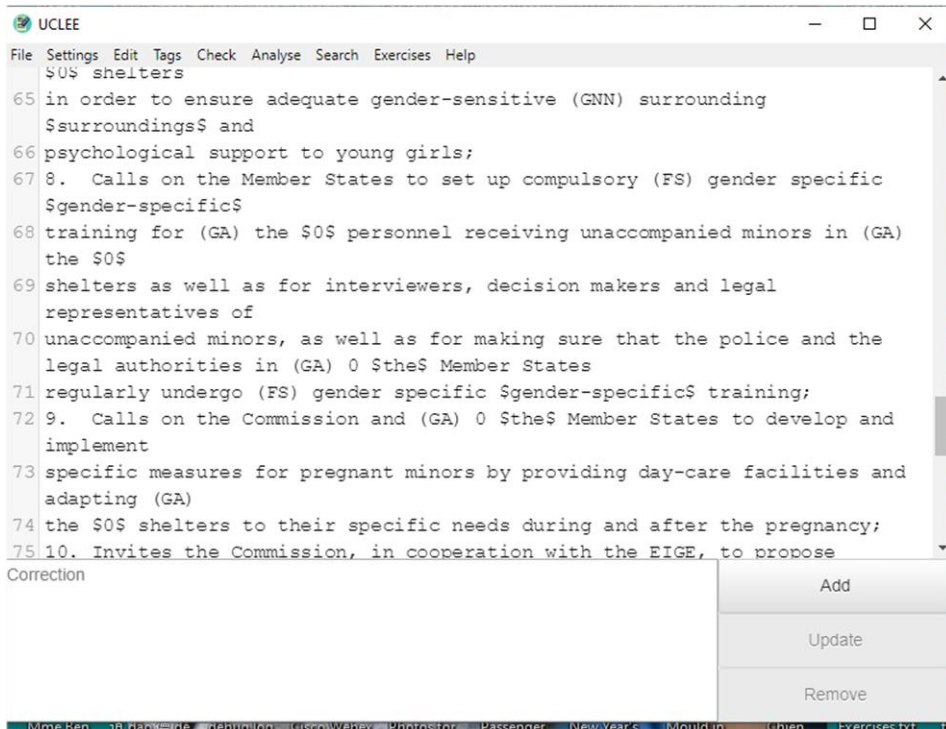 UCLEE
File Settings Edit Tags Check Analyse Search Exercises Help
$0$ shelters
65 in order to ensure adequate gender-sensitive (GNN) surrounding
$surroundings$ and
66 psychological support to young girls;
67 8.  Calls on the Member States to set up compulsory (FS) gender specific
$gender-specific$
68 training for (GA) the $0$ personnel receiving unaccompanied minors in (GA)
the $0$
69 shelters as well as for interviewers, decision makers and legal
representatives of
70 unaccompanied minors, as well as for making sure that the police and the
legal authorities in (GA) 0 $the$ Member States
71 regularly undergo (FS) gender specific $gender-specific$ training;
72 9.  Calls on the Commission and (GA) 0 $the$ Member States to develop and
implement
73 specific measures for pregnant minors by providing day-care facilities and
adapting (GA)
74 the $0$ shelters to their specific needs during and after the pregnancy;
75 10. Invites the Commission, in cooperation with the EIGE, to propose
Correction
Add
Update
Remove
Passenger New Year's Mould in Chien Exercises.txt